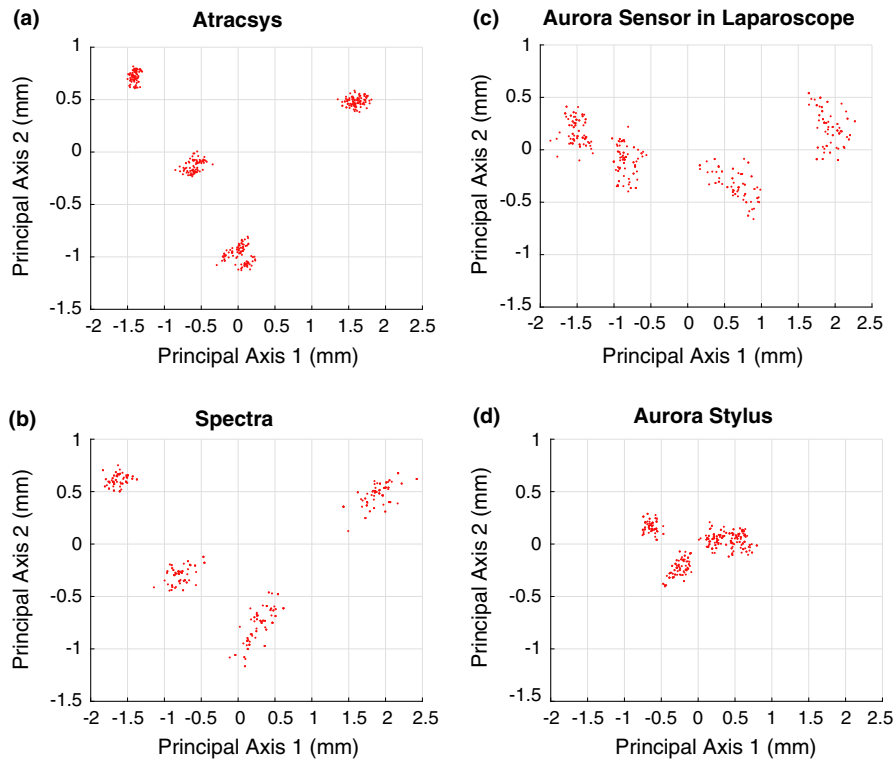 (a)
Atracsys
1
0.5
0
-0.5
-1
-1.5
Principal Axis 2 (mm)
-2 -1.5 -1 -0.5 0 0.5 1 1.5 2 2.5
Principal Axis 1 (mm)
(c)
Aurora Sensor in Laparoscope
1
0.5
0
-0.5
-1
-1.5
Principal Axis 2 (mm)
-2 -1.5 -1 -0.5 0 0.5 1 1.5 2 2.5
Principal Axis 1 (mm)
(b)
Spectra
1
0.5
0
-0.5
-1
-1.5
Principal Axis 2 (mm)
-2 -1.5 -1 -0.5 0 0.5 1 1.5 2 2.5
Principal Axis 1 (mm)
(d)
Aurora Stylus
1
0.5
0
-0.5
-1
-1.5
Principal Axis 2 (mm)
-2 -1.5 -1 -0.5 0 0.5 1 1.5 2 2.5
Principal Axis 1 (mm)